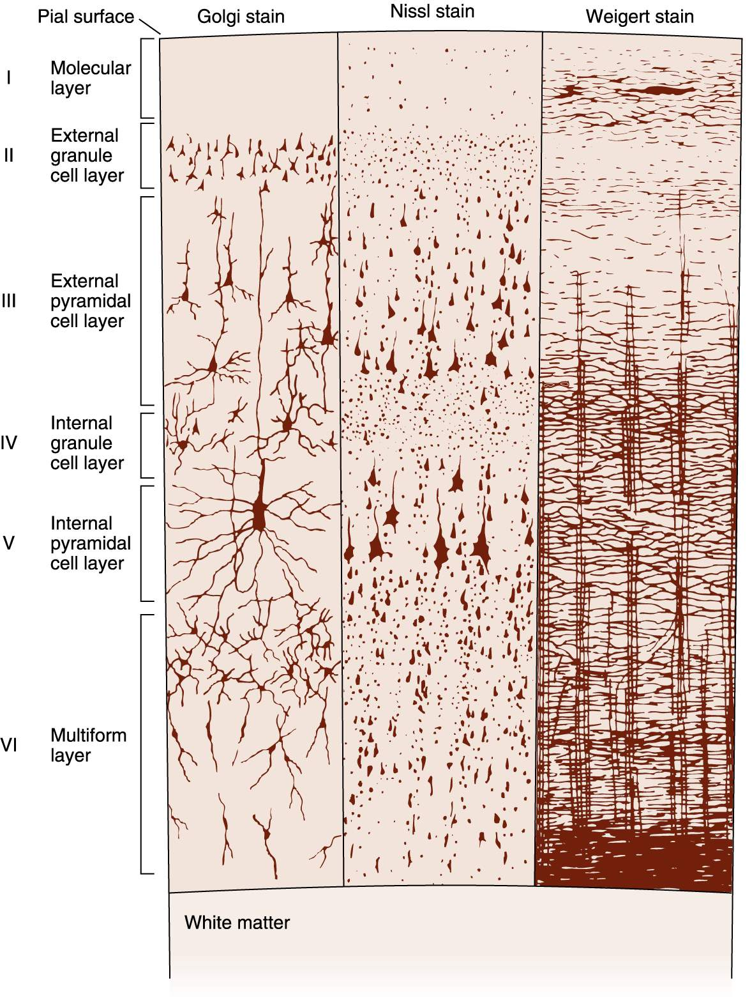 Pial surface
Golgi stain
Nissl stain
Weigert stain
I
Molecular
layer
II
External
granule
cell layer
III
External
pyramidal
cell layer
IV
Internal
granule
cell layer
V
Internal
pyramidal
cell layer
VI
Multiform
layer
White matter